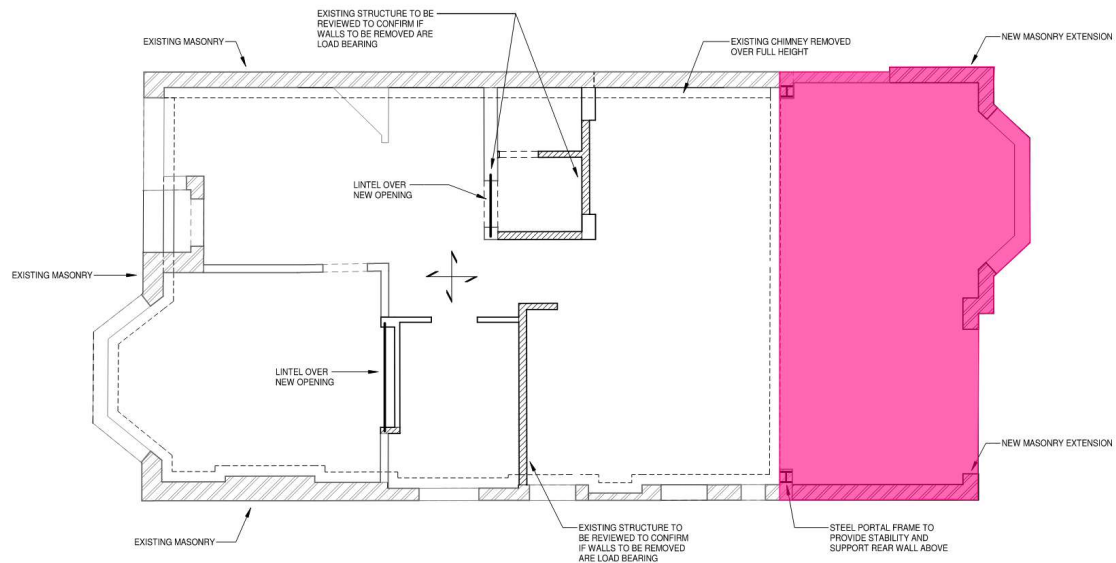 EXISTING STRUCTURE TO BE
REVIEWED TO CONFIRM IF
WALLS TO BE REMOVED ARE
LOAD BEARING
EXISTING MASONRY
EXISTING CHIMNEY REMOVED
OVER FULL HEIGHT
NEW MASONRY EXTENSION
LINTEL OVER
NEW OPENING
EXISTING MASONRY
LINTEL OVER
NEW OPENING
NEW MASONRY EXTENSION
EXISTING MASONRY
EXISTING STRUCTURE TO
BE REVIEWED TO CONFIRM
IF WALLS TO BE REMOVED
ARE LOAD BEARING
STEEL PORTAL FRAME TO
PROVIDE STABILITY AND
SUPPORT REAR WALL ABOVE